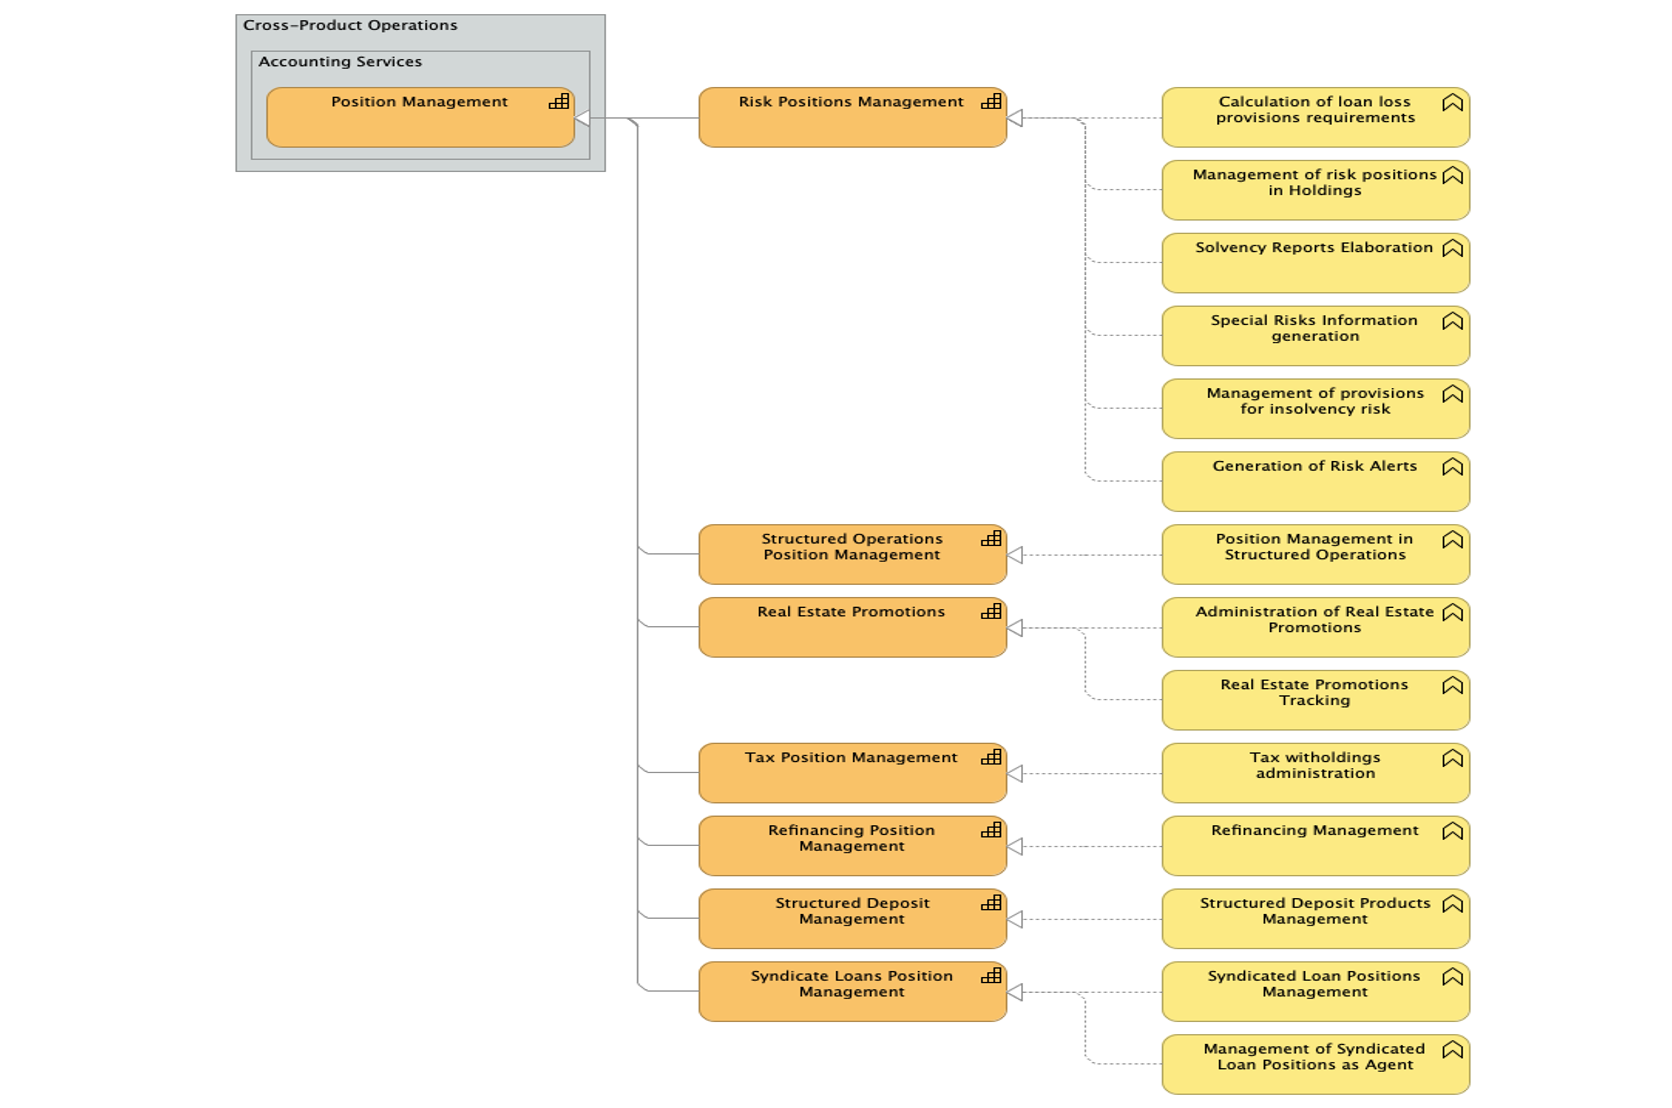 Cross-Product Operations
Accounting Services
Position Management
Risk Positions Management
Calculation of loan loss
provisions requirements
Management of risk positions
in Holdings
Solvency Reports Elaboration
Special Risks Information
generation
Management of provisions
for insolvency risk
Generation of Risk Alerts
Structured Operations
Position Management
Position Management in
Structured Operations
Real Estate Promotions
Administration of Real Estate
Promotions
Real Estate Promotions
Tracking
Tax Position Management
Tax witholdings
administration
Refinancing Position
Management
Refinancing Management
Structured Deposit
Management
Structured Deposit Products
Management
Syndicate Loans Position
Management
Syndicated Loan Positions
Management
Management of Syndicated
Loan Positions as Agent